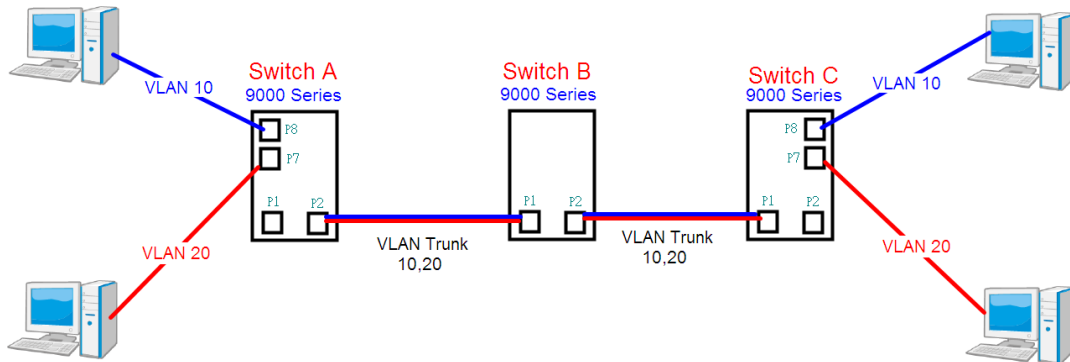 Switch A
9000 Series
Switch B
9000 Series
Switch C
9000 Series
VLAN 10
VLAN 10
P8
P7
P1
P2
P1
P2
P8
P7
P1
P2
VLAN 20
VLAN Trunk
10,20
VLAN Trunk
10,20
VLAN 20